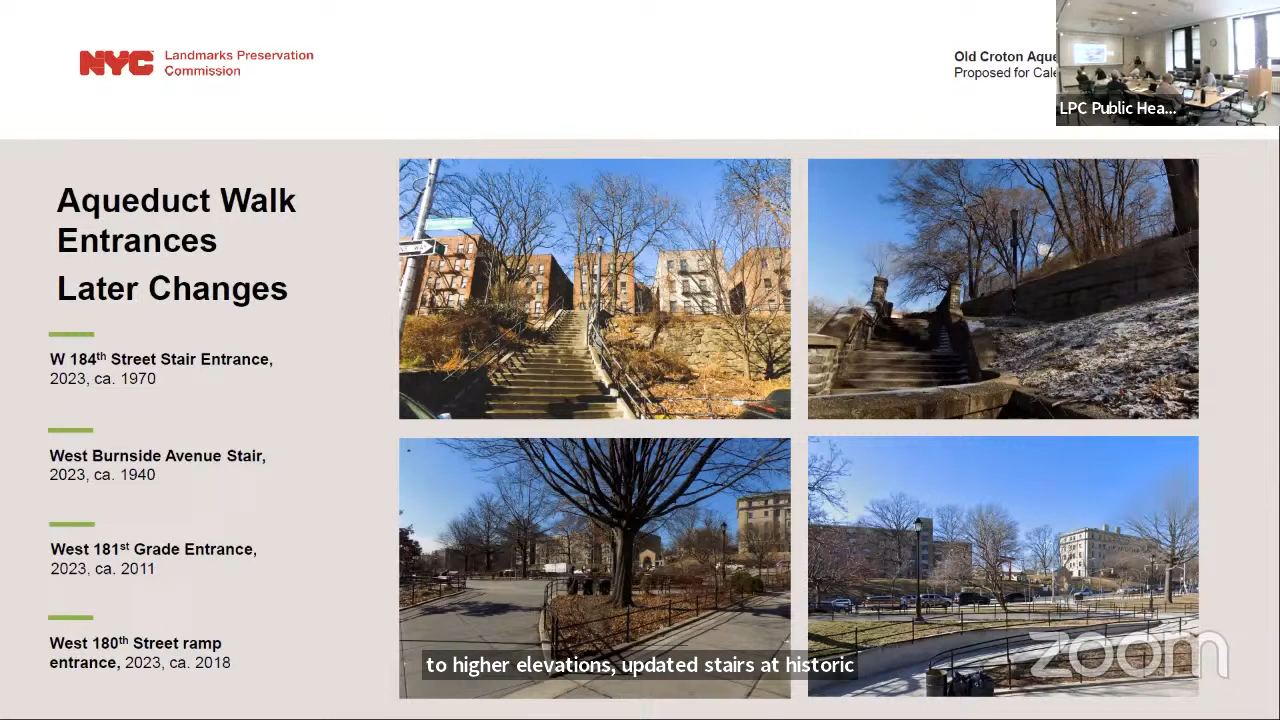 NYC Landmarks Preservation
Commission
Old Croton Aque
Proposed for Cale
LPC Public Hea...
Aqueduct Walk
Entrances
Later Changes
W 184th Street Stair Entrance,
2023, ca. 1970
West Burnside Avenue Stair,
2023, ca. 1940
West 181st Grade Entrance,
2023, ca. 2011
West 180th Street ramp
entrance, 2023, ca. 2018
to higher elevations, updated stairs at historic
zoom